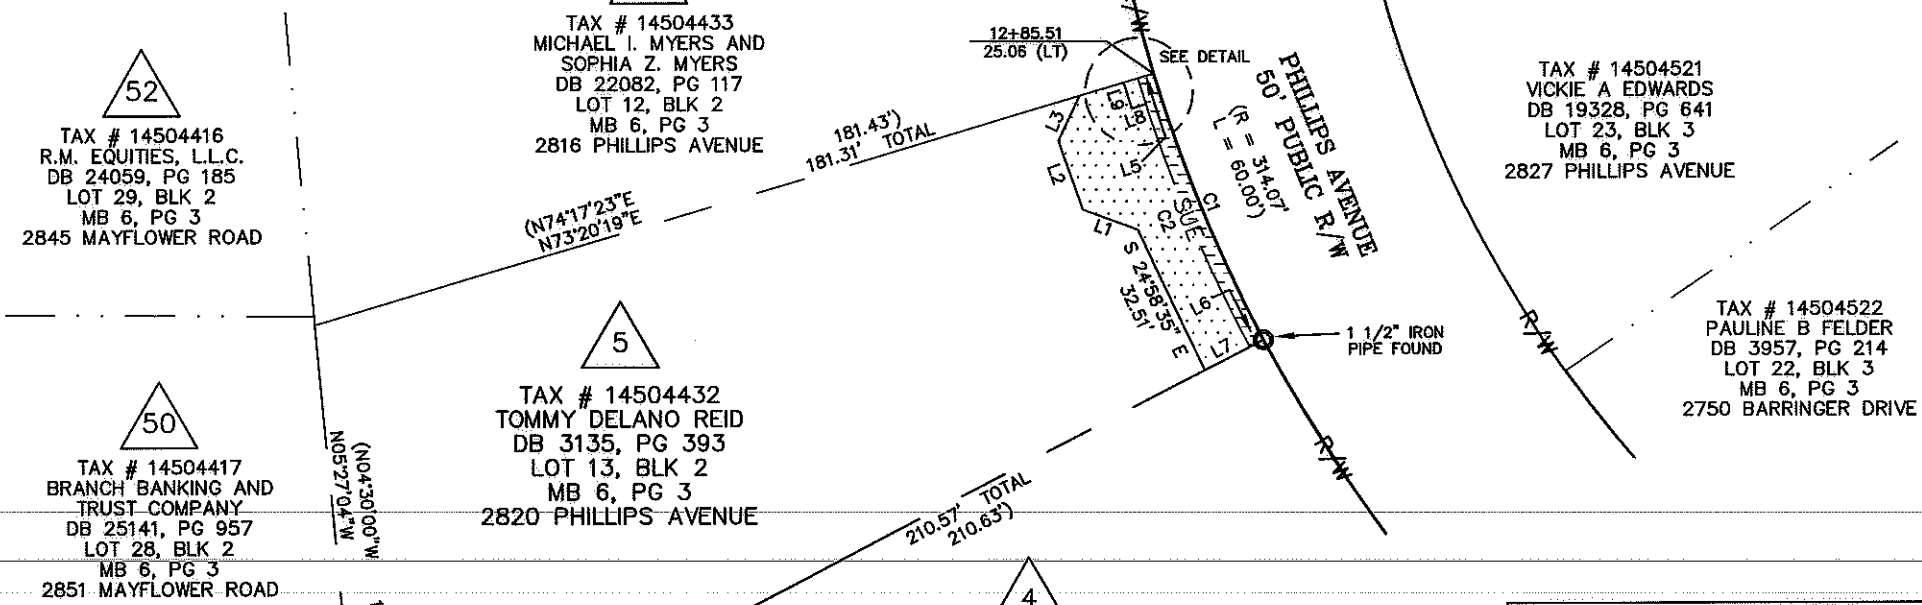 52
TAX # 14504416
R.M. EQUITIES, L.L.C.
DB 24059, PG 185
LOT 29, BLK 2
MB 6, PG 3
2845 MAYFLOWER ROAD
TAX # 14504433
MICHAEL I. MYERS AND
SOPHIA Z. MYERS
DB 22082, PG 117
LOT 12, BLK 2
MB 6, PG 3
2816 PHILLIPS AVENUE
12+85.51
25.06 (LT)
SEE DETAIL
R/W
PHILLIPS AVENUE
50' PUBLIC R/W
(R = 314.07'
L = 60.00')
TAX # 14504521
VICKIE A EDWARDS
DB 19328, PG 641
LOT 23, BLK 3
MB 6, PG 3
2827 PHILLIPS AVENUE
181.43')
181.31' TOTAL
(N74°17'23"E
N73°20'19"E
L3
L9
L8
L5
L2
L1
C1
C2
SUE
S 24°58'35" E
32.51'
L6
L7
1 1/2" IRON
PIPE FOUND
R/W
TAX # 14504522
PAULINE B FELDER
DB 3957, PG 214
LOT 22, BLK 3
MB 6, PG 3
2750 BARRINGER DRIVE
5
TAX # 14504432
TOMMY DELANO REID
DB 3135, PG 393
LOT 13, BLK 2
MB 6, PG 3
2820 PHILLIPS AVENUE
50
TAX # 14504417
BRANCH BANKING AND
TRUST COMPANY
DB 25141, PG 957
LOT 28, BLK 2
MB 6, PG 3
2851 MAYFLOWER ROAD
(N04°30'00"W
N05°27'04"W
R/W
210.57' TOTAL
210.63')
4